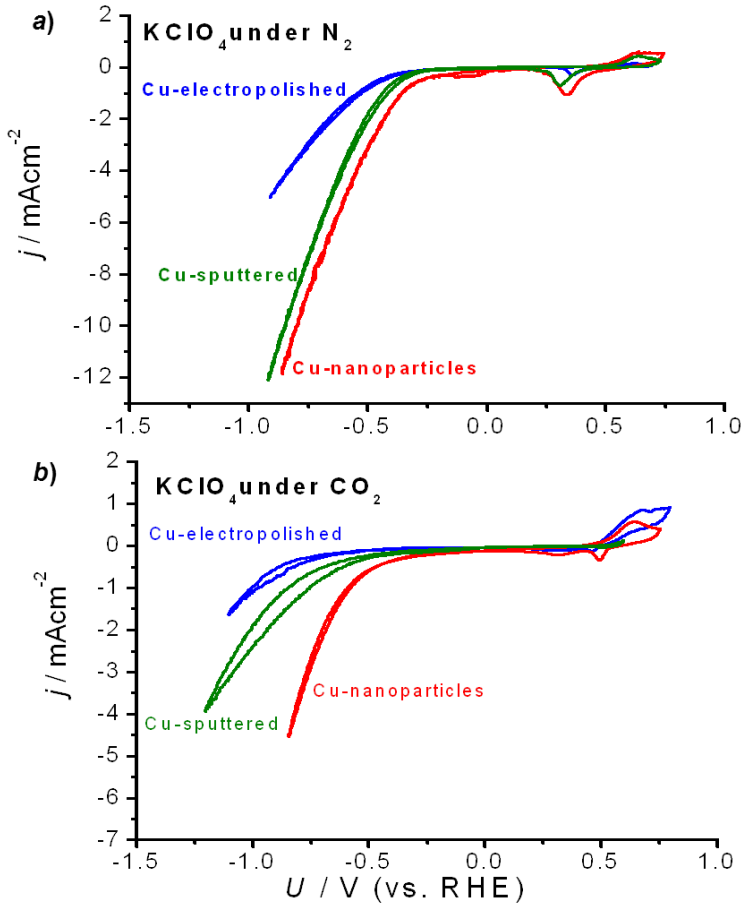 a)
KClO4 under N2
Cu-electropolished
Cu-sputtered
Cu-nanoparticles
j / mAcm-2
2
0
-2
-4
-6
-8
-10
-12
-1.5
-1.0
-0.5
0.0
0.5
1.0
b)
KClO4 under CO2
Cu-electropolished
Cu-nanoparticles
Cu-sputtered
j / mAcm-2
2
1
0
-1
-2
-3
-4
-5
-6
-7
-1.5
-1.0
-0.5
0.0
0.5
1.0
U / V (vs. RHE)